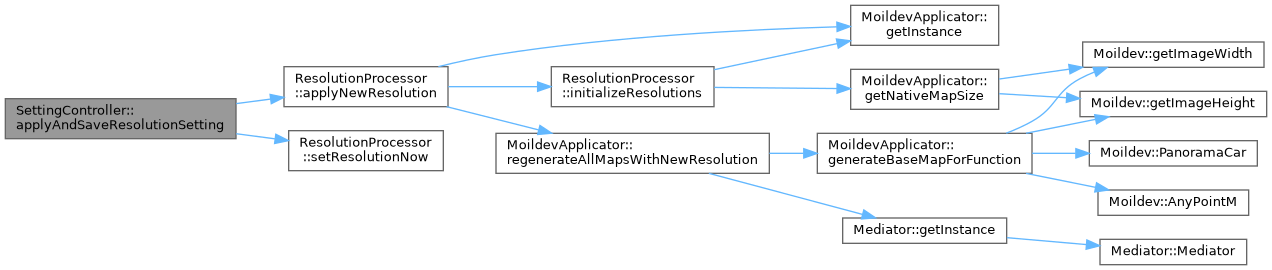 SettingController::
applyAndSaveResolutionSetting
ResolutionProcessor
::applyNewResolution
ResolutionProcessor
::setResolutionNow
ResolutionProcessor
::initializeResolutions
MoildevApplicator::
regenerateAllMapsWithNewResolution
MoildevApplicator::
getInstance
MoildevApplicator::
getNativeMapSize
MoildevApplicator::
generateBaseMapForFunction
Mediator::getInstance
Moildev::getImageWidth
Moildev::getImageHeight
Moildev::PanoramaCar
Moildev::AnyPointM
Mediator::Mediator